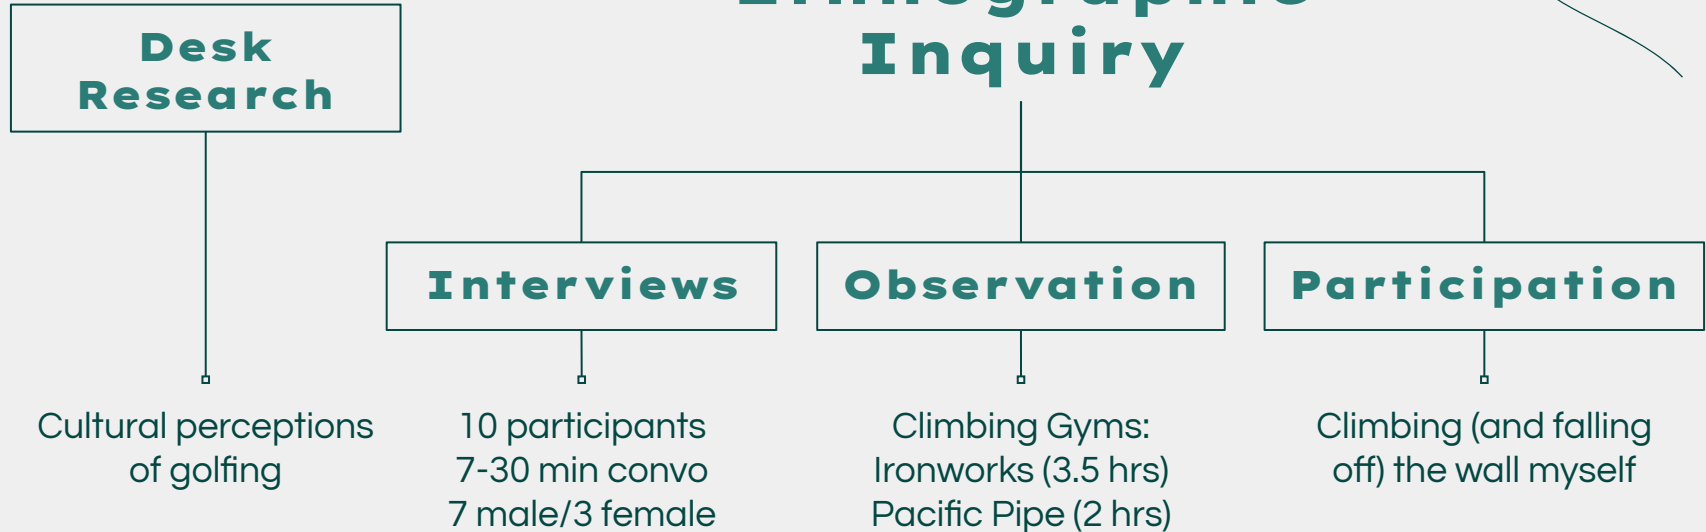 Desk
Research
Inquiry
Interviews
Observation
Participation
Cultural perceptions
of golfing
10 participants
7-30 min convo
7 male/3 female
Climbing Gyms:
Ironworks (3.5 hrs)
Pacific Pipe (2 hrs)
Climbing (and falling
off) the wall myself